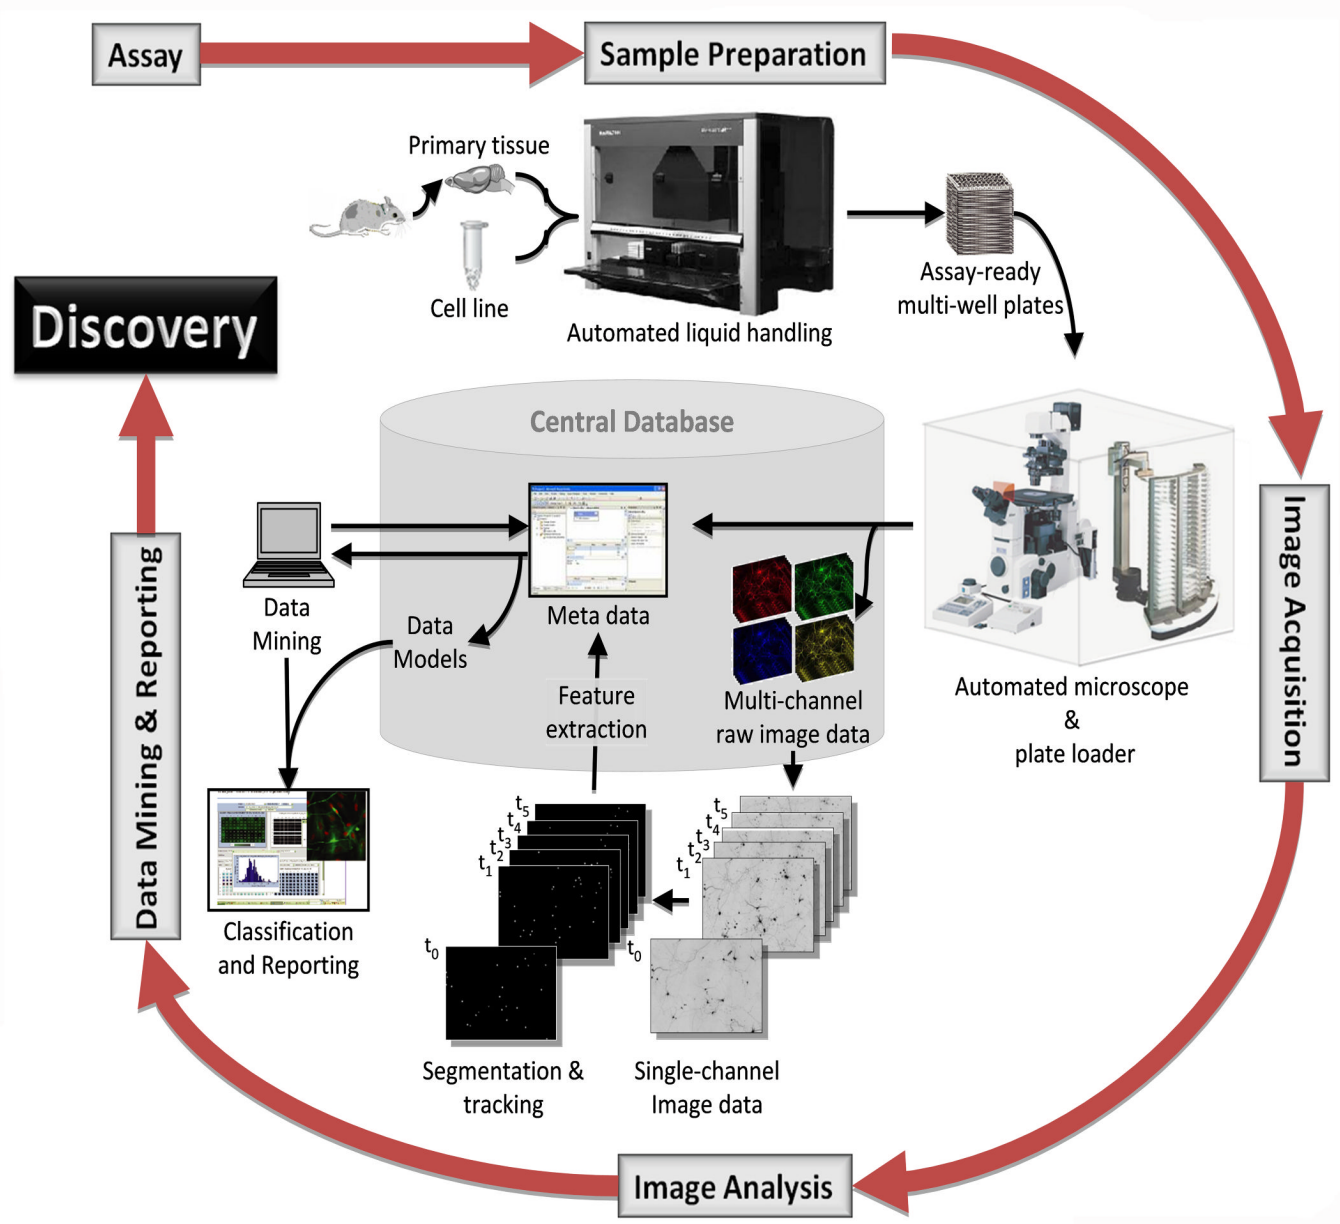 Assay
Sample Preparation
Primary tissue
Cell line
Automated liquid handling
Assay-ready
multi-well plates
Discovery
Central Database
Image Acquisition
Automated microscope
&
plate loader
Meta data
Multi-channel
raw image data
Data
Mining
Data
Models
Feature
extraction
Data Mining & Reporting
Classification
and Reporting
t5
t4
t3
t2
t1
t0
t5
t4
t3
t2
t1
t0
Segmentation &
tracking
Single-channel
Image data
Image Analysis